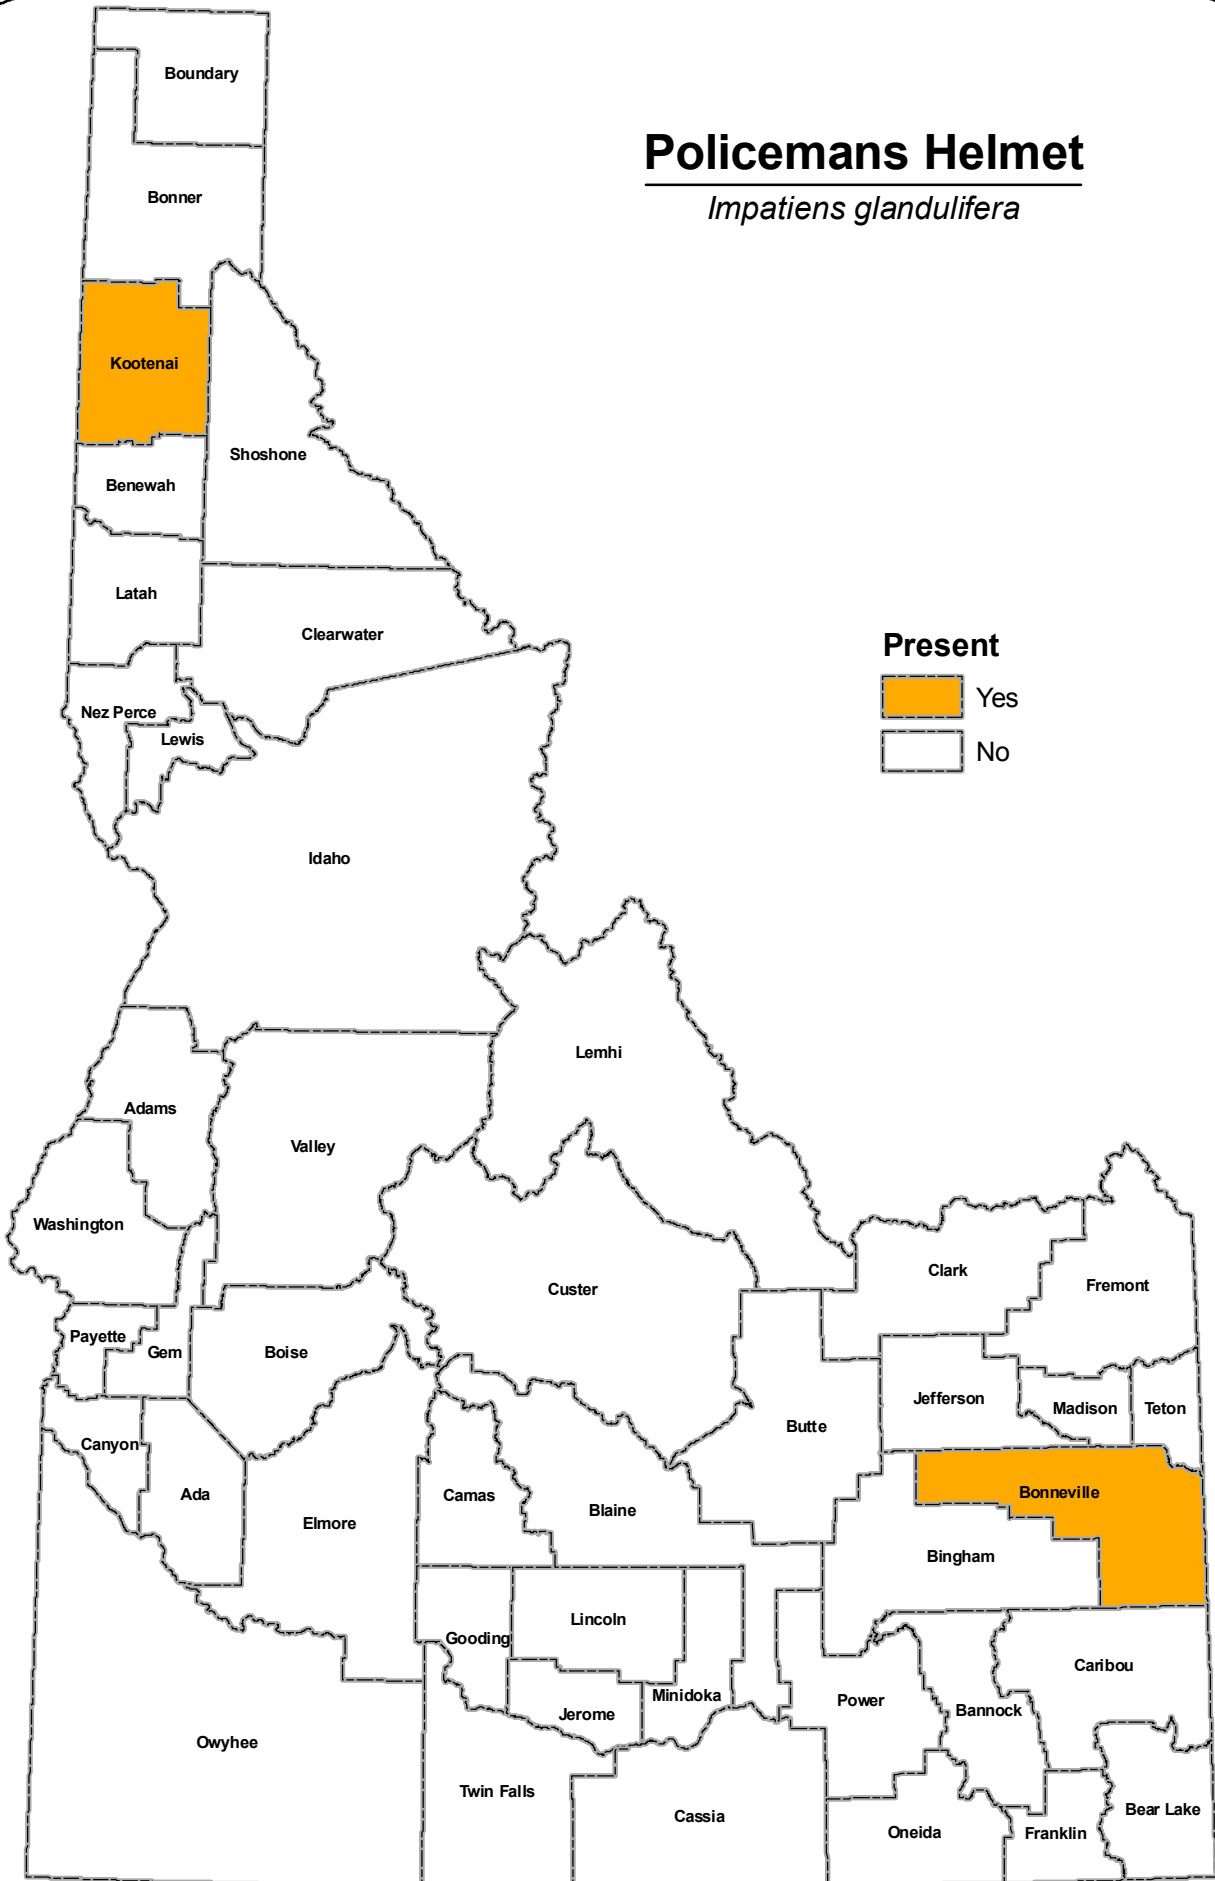 Boundary
Policemans Helmet
Impatiens glandulifera
Bonner
Kootenai
Shoshone
Benewah
Latah
Clearwater
Present
Yes
No
Nez Perce
Lewis
Idaho
Lemhi
Adams
Valley
Washington
Clark
Fremont
Custer
Payette
Gem
Boise
Jefferson
Madison
Teton
Butte
Canyon
Ada
Camas
Bonneville
Blaine
Elmore
Bingham
Lincoln
Gooding
Caribou
Minidoka
Power
Bannock
Jerome
Owyhee
Twin Falls
Cassia
Bear Lake
Oneida
Franklin